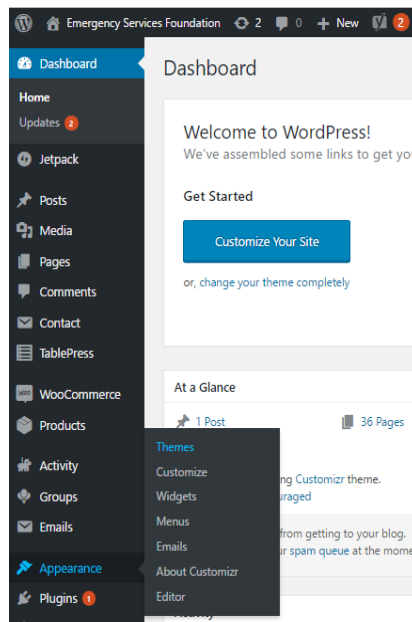 Emergency Services Foundation 2 0 + New 2
Dashboard
Home
Updates 2
Jetpack
Posts
Media
Pages
Comments
Contact
TablePress
WooCommerce
Products
Activity
Groups
Emails
Appearance
Plugins 1
Dashboard
Welcome to WordPress!
We've assembled some links to get you
Get Started
Customize Your Site
or, change your theme completely
At a Glance
1 Post 36 Pages
Themes
Customize
Widgets
Menus
Emails
About Customizr
Editor
ng Customizr theme.
uraged
from getting to your blog.
ur spam queue at the mome